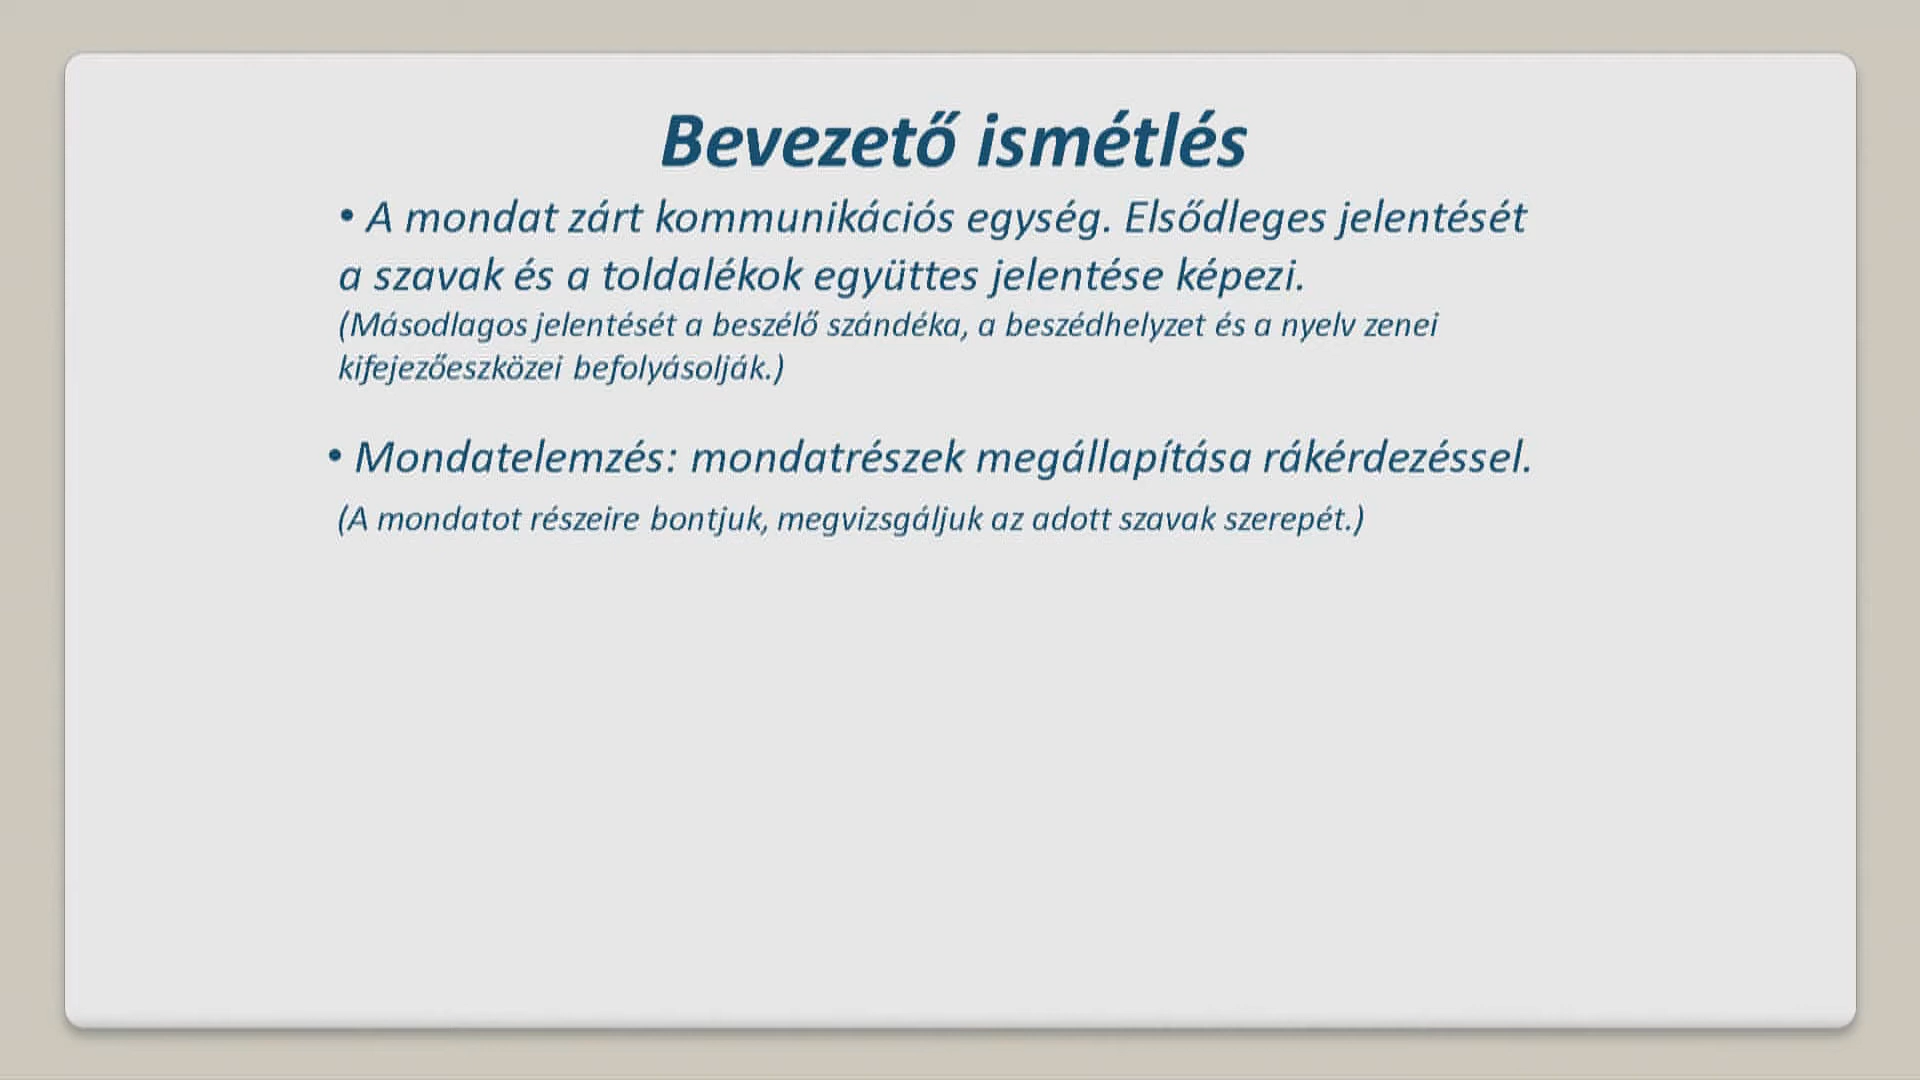 Bevezető ismétlés
• A mondat zárt kommunikációs egység. Elsődleges jelentését
a szavak és a toldalékok együttes jelentése képezi.
(Másodlagos jelentését a beszélő szándéka, a beszédhelyzet és a nyelv zenei
kifejezőeszközei befolyásolják.)
• Mondatelemzés: mondatrészek megállapítása rákérdezéssel.
(A mondatot részeire bontjuk, megvizsgáljuk az adott szavak szerepét.)